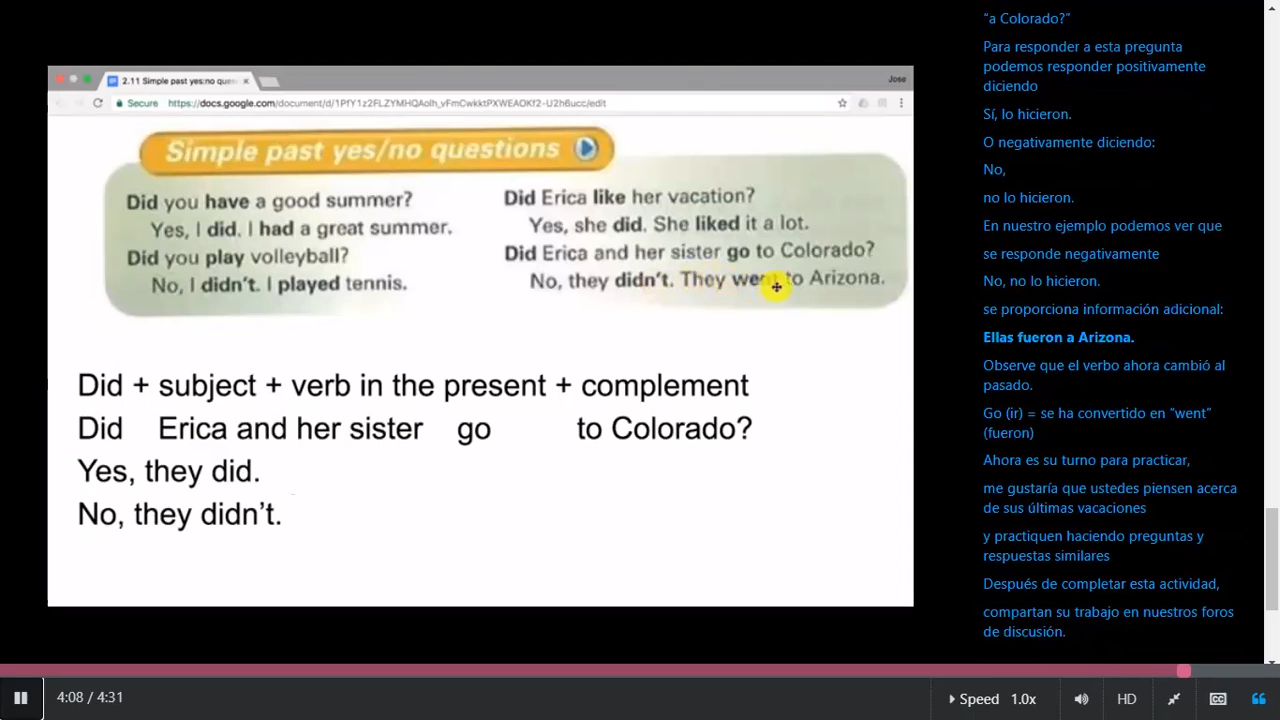 2.11 Simple past yes:no ques
Jose
Secure
Simple past yes/no questions
Did you have a good summer?
Yes, I did. I had a great summer.
Did you play volleyball?
No, I didn't. I played tennis.
Did Erica like her vacation?
Yes, she did. She liked it a lot.
Did Erica and her sister go to Colorado?
No, they didn't. They went to Arizona.
Did + subject + verb in the present + complement
Did Erica and her sister go to Colorado?
Yes, they did.
No, they didn't.
"a Colorado?"
Para responder a esta pregunta
podemos responder positivamente
diciendo
Sí, lo hicieron.
O negativamente diciendo:
No,
no lo hicieron.
En nuestro ejemplo podemos ver que
se responde negativamente
No, no lo hicieron.
se proporciona información adicional:
Ellas fueron a Arizona.
Observe que el verbo ahora cambió al
pasado.
Go (ir) = se ha convertido en "went"
(fueron)
Ahora es su turno para practicar,
me gustaría que ustedes piensen acerca
de sus últimas vacaciones
y practiquen haciendo preguntas y
respuestas similares
Después de completar esta actividad,
compartan su trabajo en nuestros foros
de discusión.
4:08 / 4:31
Speed 1.0x
HD
CC